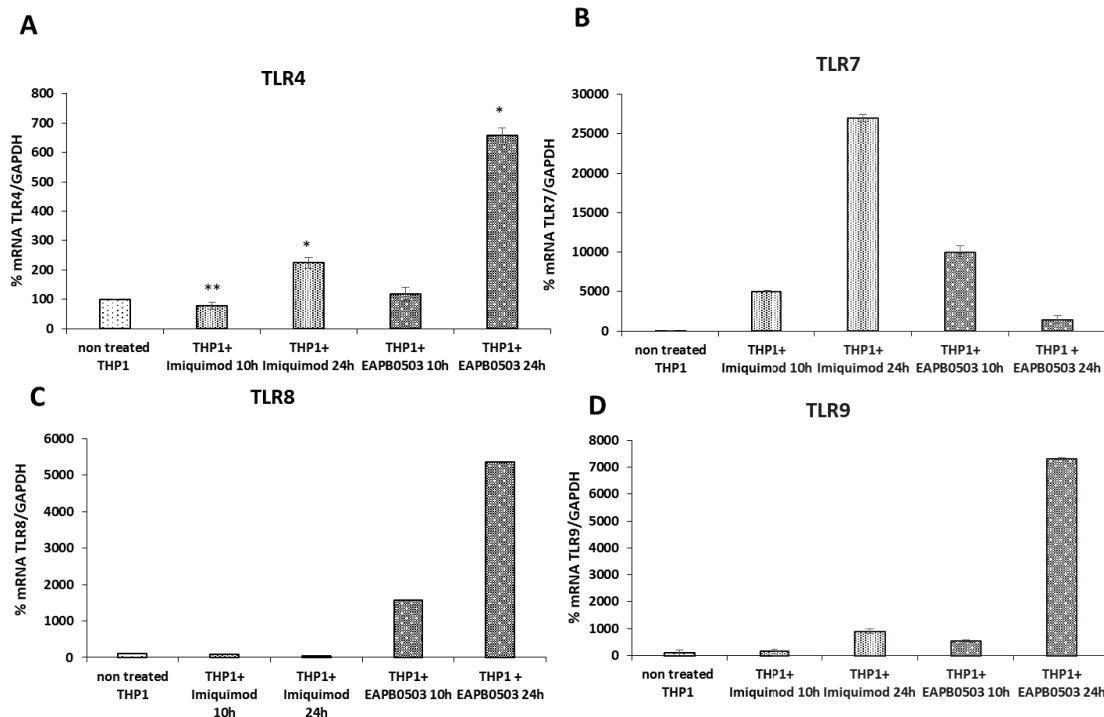 A
TLR4
% mRNA TLR4/GAPDH
800
700
600
500
400
300
200
100
0
**
*
*
non treated
THP1
THP1+
Imiquimod 10h
THP1+
Imiquimod 24h
THP1+
EAPB0503 10h
THP1 +
EAPB0503 24h
B
TLR7
% mRNA TLR7/GAPDH
30000
25000
20000
15000
10000
5000
0
non treated
THP1
THP1+
Imiquimod 10h
THP1+
Imiquimod 24h
THP1+
EAPB0503 10h
THP1 +
EAPB0503 24h
C
TLR8
% mRNA TLR8/GAPDH
6000
5000
4000
3000
2000
1000
0
non treated
THP1
THP1+
Imiquimod
10h
THP1+
Imiquimod
24h
THP1+
EAPB0503 10h
THP1 +
EAPB0503 24h
D
TLR9
% mRNA TLR9/GAPDH
8000
7000
6000
5000
4000
3000
2000
1000
0
non treated
THP1
THP1+
Imiquimod 10h
THP1+
Imiquimod 24h
THP1+
EAPB0503 10h
THP1 +
EAPB0503 24h